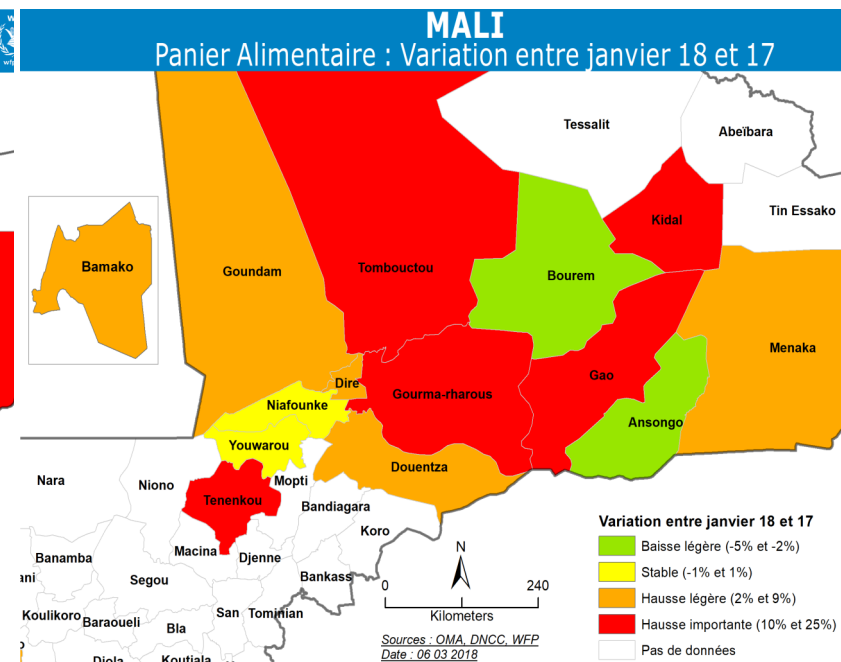 MALI
Panier Alimentaire : Variation entre janvier 18 et 17
wfp
Tessalit
Abeïbara
Tin Essako
Kidal
Bamako
Goundam
Tombouctou
Bourem
Menaka
Gao
Dire
Gourma-rharous
Niafounke
Ansongo
Youwarou
Douentza
Nara
Niono
Mopti
Tenenkou
Bandiagara
Koro
Macina
Djenne
Banamba
Segou
Bankass
ani
Koulikoro
Baraoueli
Bla
San
Tominian
Diola
Koutiala
Variation entre janvier 18 et 17
Baisse légère (-5% et -2%)
Stable (-1% et 1%)
Hausse légère (2% et 9%)
Hausse importante (10% et 25%)
Pas de données
N
0 240
Kilometers
Sources : OMA, DNCC, WFP
Date : 06 03 2018